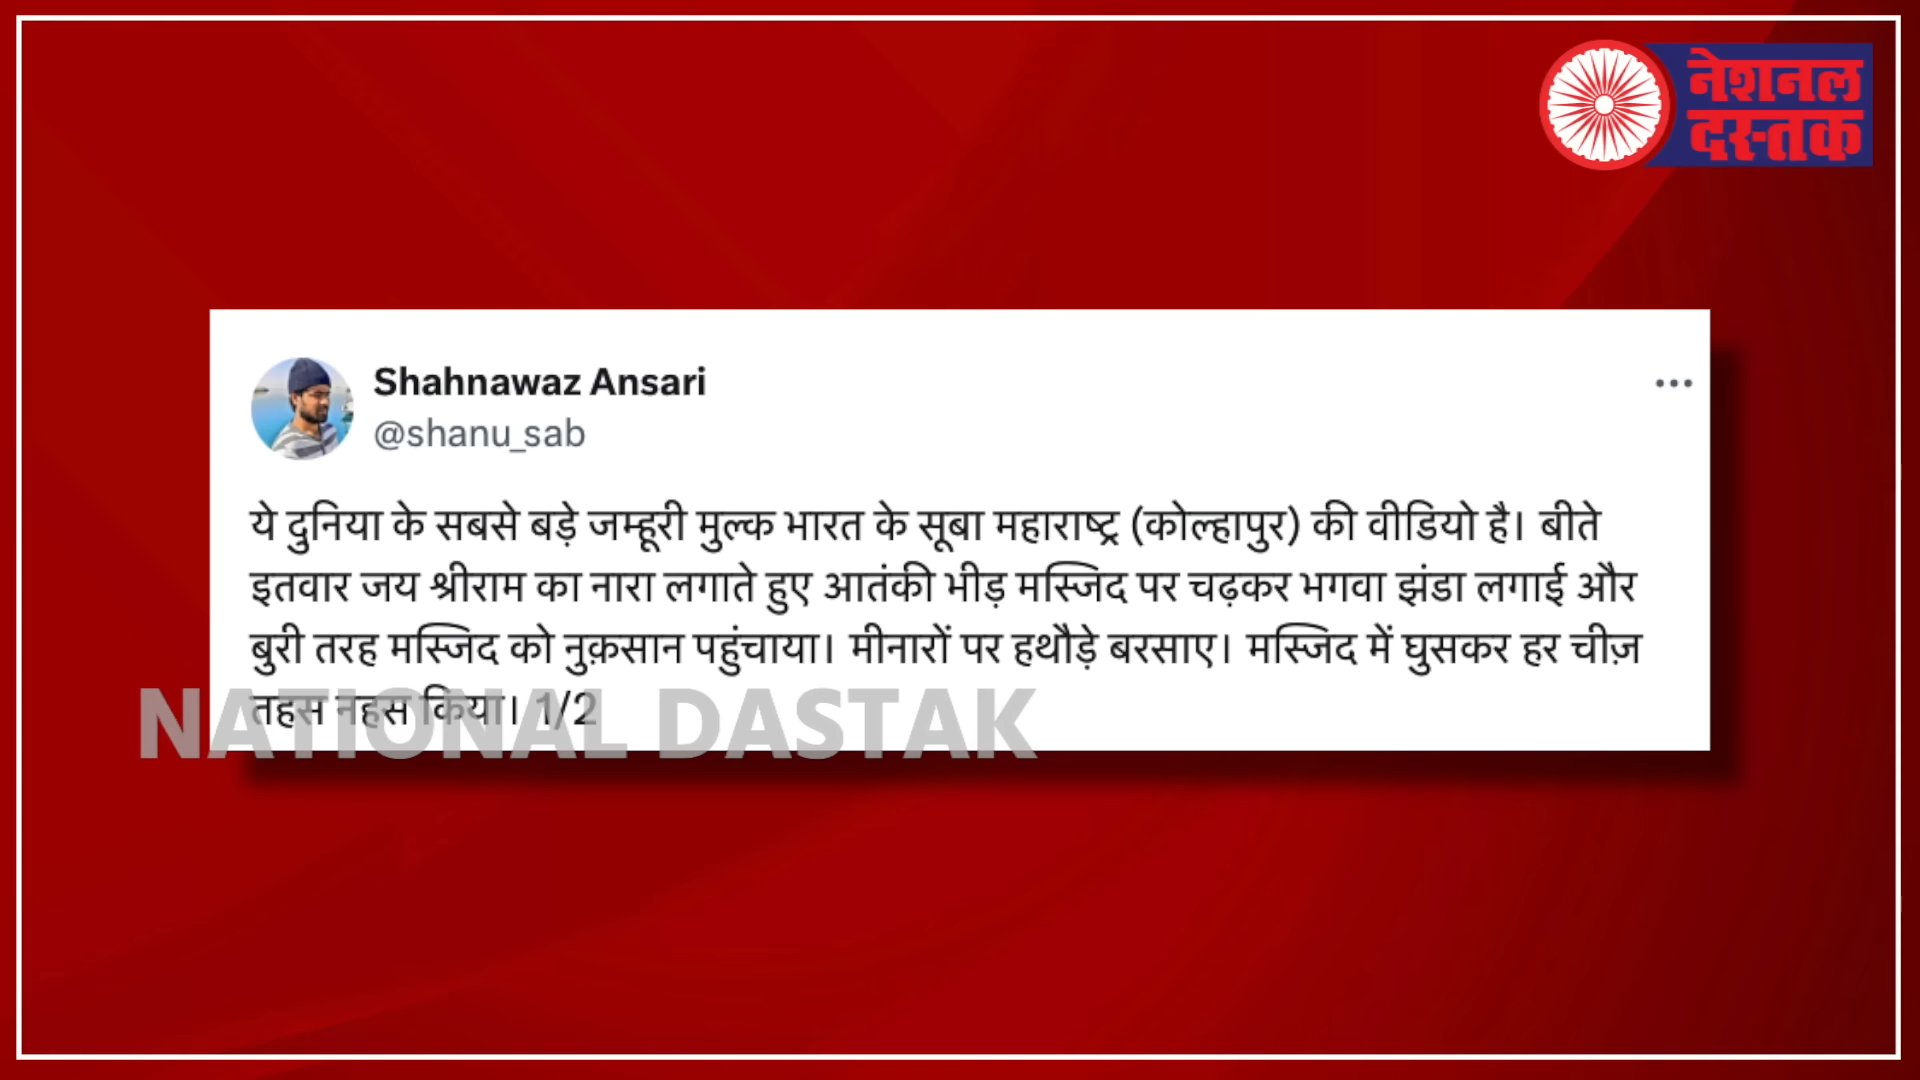 नेशनल
दस्तक
Shahnawaz Ansari
@shanu_sab
ये दुनिया के सबसे बड़े जम्हूरी मुल्क भारत के सूबा महाराष्ट्र (कोल्हापुर) की वीडियो है। बीते
इतवार जय श्रीराम का नारा लगाते हुए आतंकी भीड़ मस्जिद पर चढ़कर भगवा झंडा लगाई और
बुरी तरह मस्जिद को नुक़सान पहुंचाया। मीनारों पर हथौड़े बरसाए। मस्जिद में घुसकर हर चीज़
तहस नहस किया। 1/2
NATIONAL DASTAK